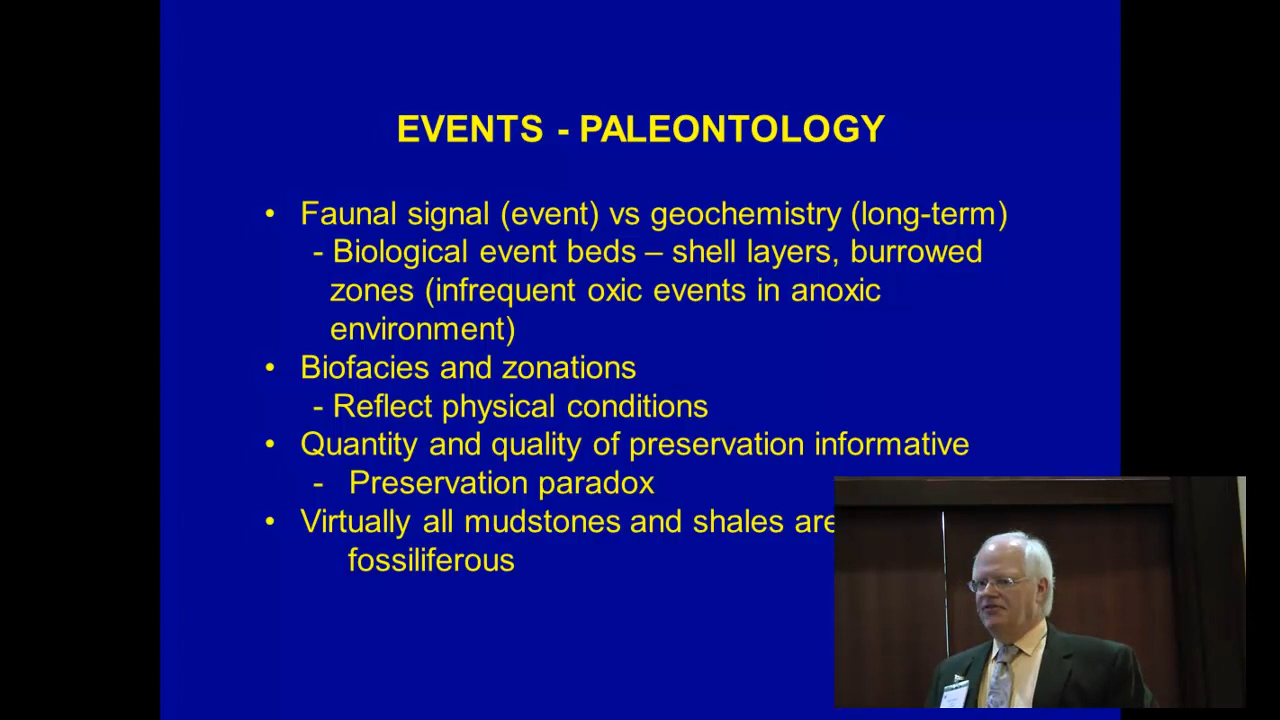 EVENTS - PALEONTOLOGY
• Faunal signal (event) vs geochemistry (long-term)
- Biological event beds – shell layers, burrowed
zones (infrequent oxic events in anoxic
environment)
• Biofacies and zonations
- Reflect physical conditions
• Quantity and quality of preservation informative
- Preservation paradox
• Virtually all mudstones and shales are
fossiliferous